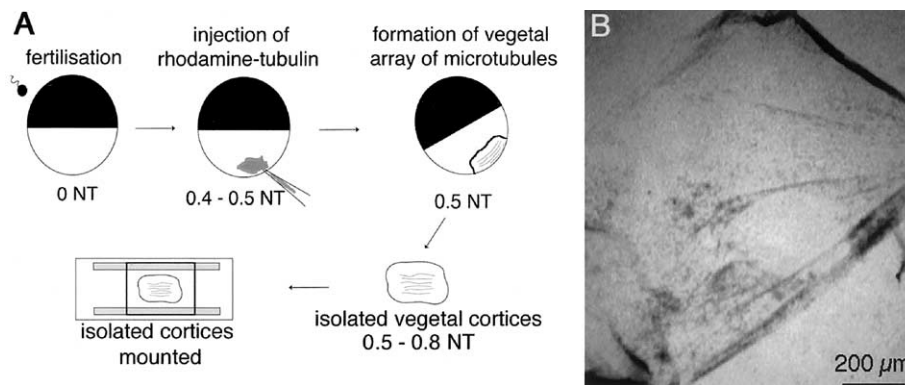 A
fertilisation
0 NT
injection of
rhodamine-tubulin
0.4 - 0.5 NT
formation of vegetal
array of microtubules
0.5 NT
isolated vegetal cortices
0.5 - 0.8 NT
isolated cortices
mounted
B
200 µm